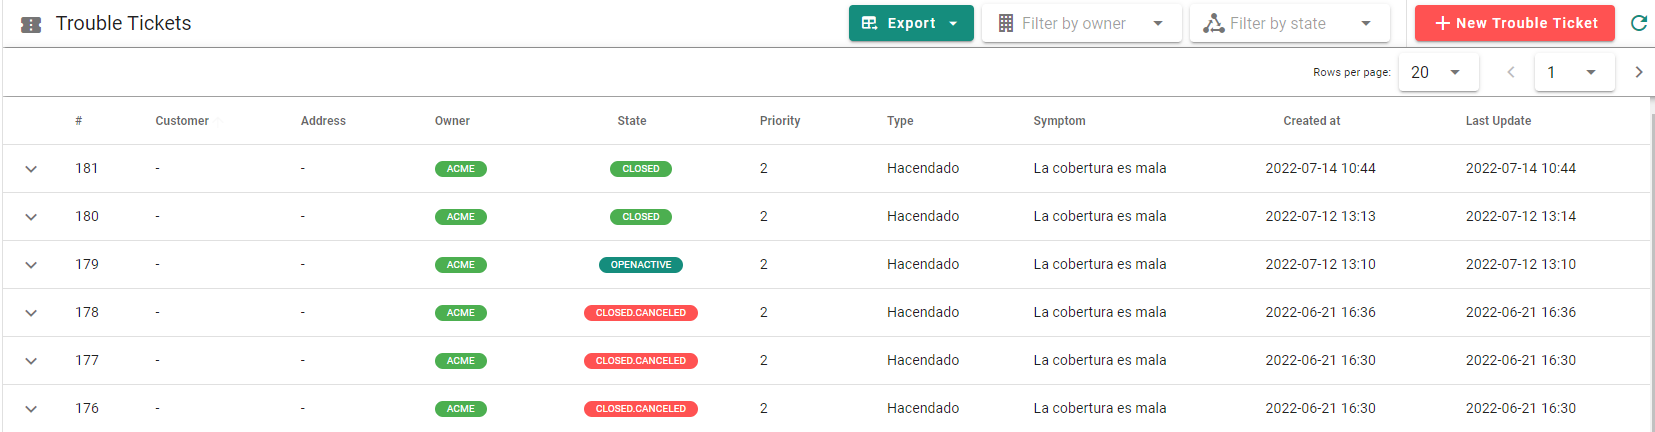 Trouble Tickets Export Filter by owner Filter by state + New Trouble Ticket
Rows per page: 20 1
# Customer Address Owner State Priority Type Symptom Created at Last Update
181 - - ACME CLOSED 2 Hacendado La cobertura es mala 2022-07-14 10:44 2022-07-14 10:44
180 - - ACME CLOSED 2 Hacendado La cobertura es mala 2022-07-12 13:13 2022-07-12 13:14
179 - - ACME OPENACTIVE 2 Hacendado La cobertura es mala 2022-07-12 13:10 2022-07-12 13:10
178 - - ACME CLOSED.CANCELED 2 Hacendado La cobertura es mala 2022-06-21 16:36 2022-06-21 16:36
177 - - ACME CLOSED.CANCELED 2 Hacendado La cobertura es mala 2022-06-21 16:30 2022-06-21 16:30
176 - - ACME CLOSED.CANCELED 2 Hacendado La cobertura es mala 2022-06-21 16:30 2022-06-21 16:30